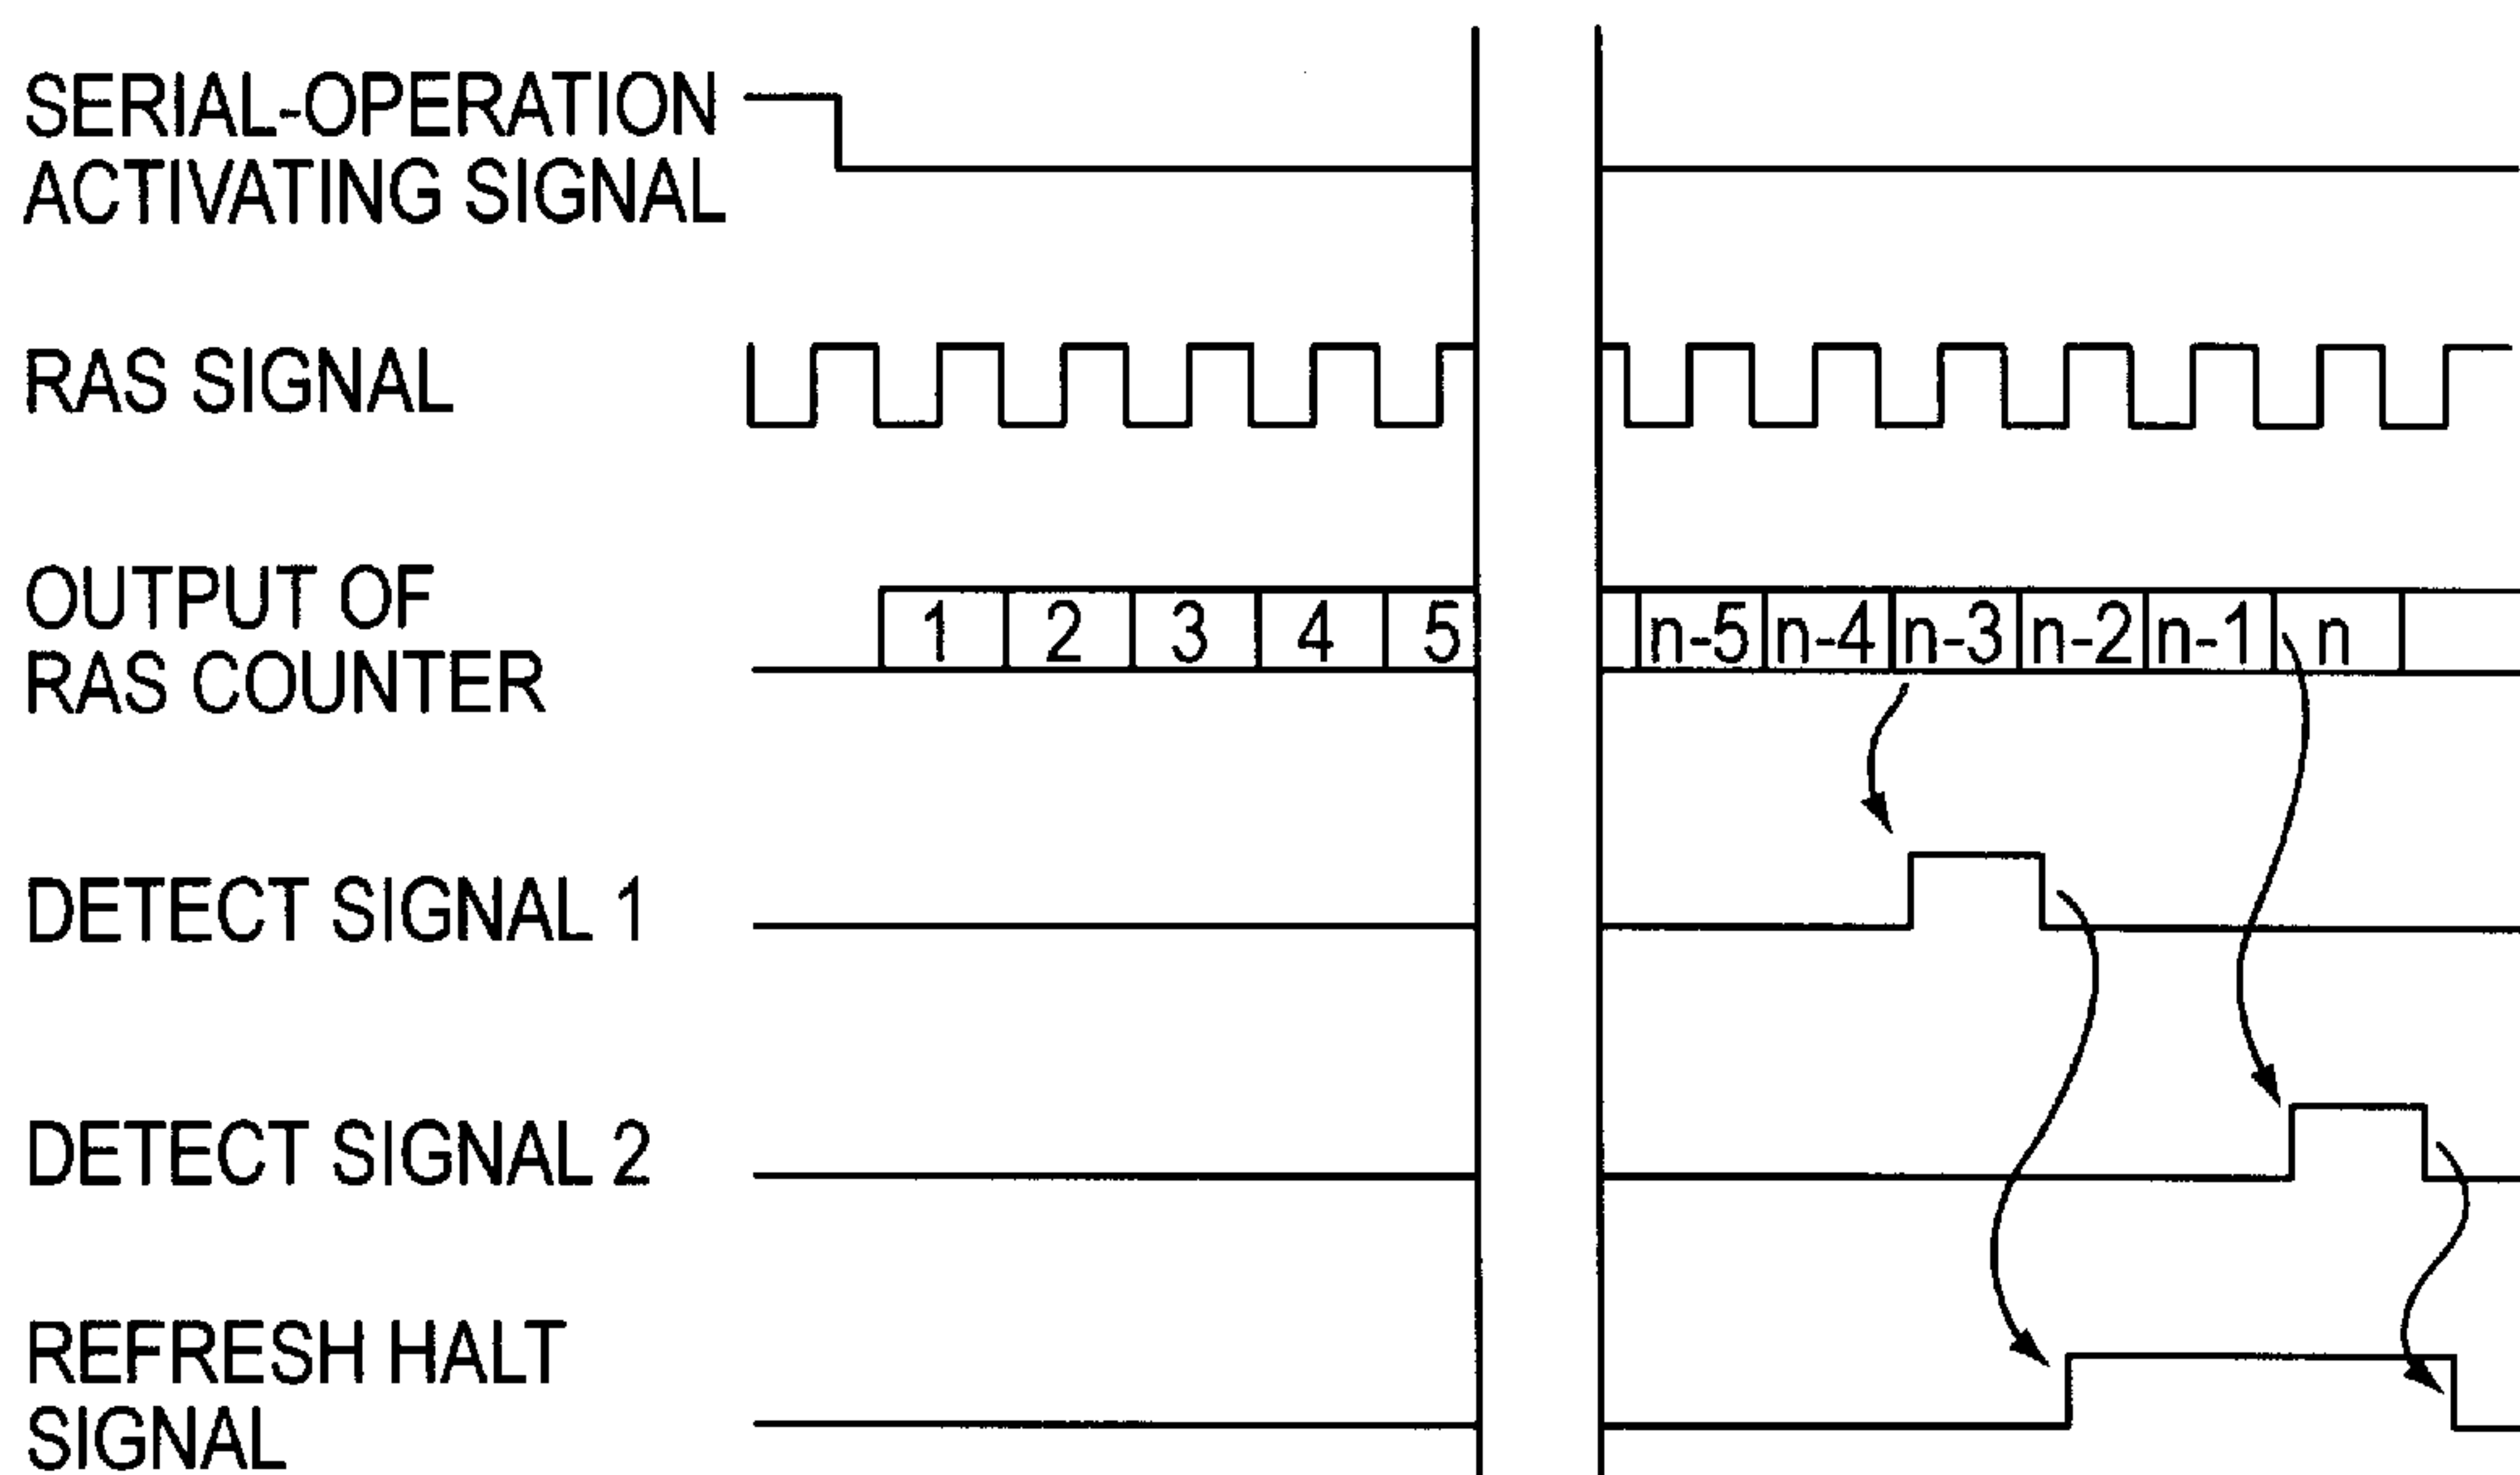 SERIAL-OPERATION
ACTIVATING SIGNAL
RAS SIGNAL
OUTPUT OF
RAS COUNTER
1 2 3 4 5 n-5 n-4 n-3 n-2 n-1 n
DETECT SIGNAL 1
DETECT SIGNAL 2
REFRESH HALT
SIGNAL